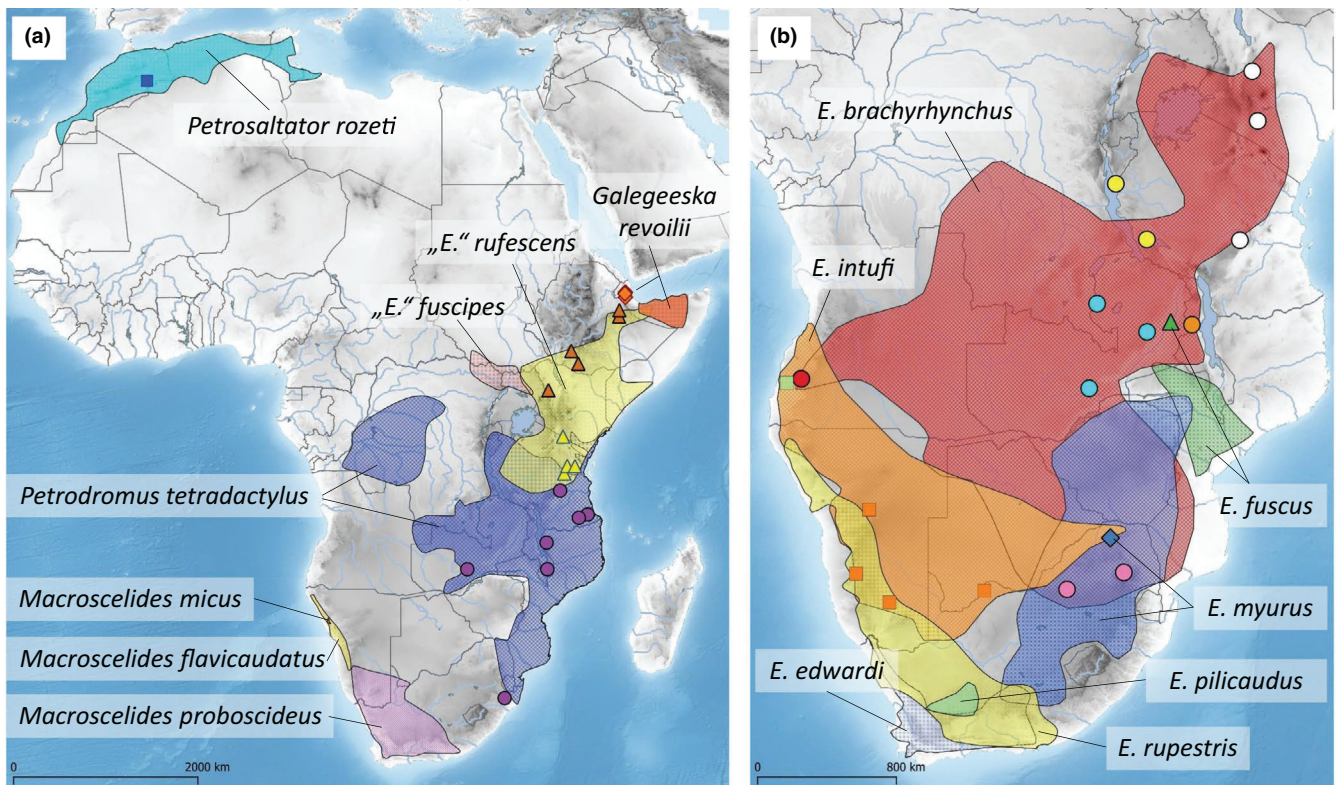 (a)
Petrosaltator rozeti
Galegeeska
revoilii
„E.“ rufescens
„E.“ fuscipes
Petrodromus tetradactylus
Macroscelides micus
Macroscelides flavicaudatus
Macroscelides proboscideus
0 2000 km
(b)
E. brachyrhynchus
E. intufi
E. fuscus
E. myurus
E. edwardi
E. pilicaudus
E. rupestris
0 800 km